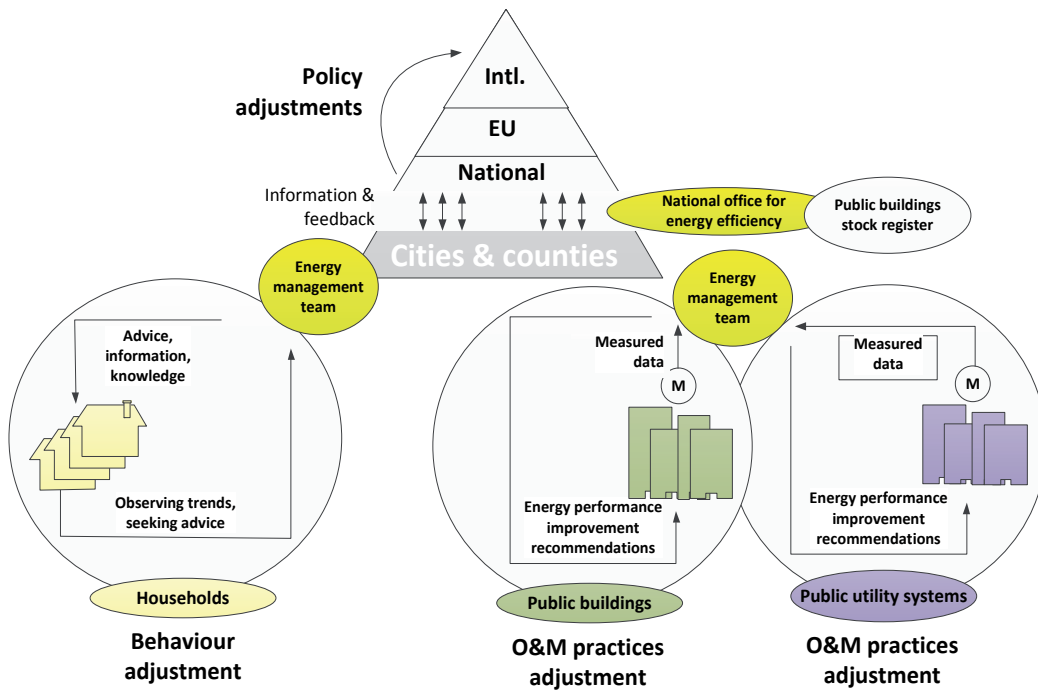 Intl.
Policy
adjustments
EU
National
Information &
feedback
National office for
energy efficiency
Public buildings
stock register
Cities & counties
Energy
management
team
Energy
management
team
Advice,
information,
knowledge
Observing trends,
seeking advice
Households
Behaviour
adjustment
Measured
data
M
Energy performance
improvement
recommendations
Public buildings
O&M practices
adjustment
Measured
data
M
Energy performance
improvement
recommendations
Public utility systems
O&M practices
adjustment